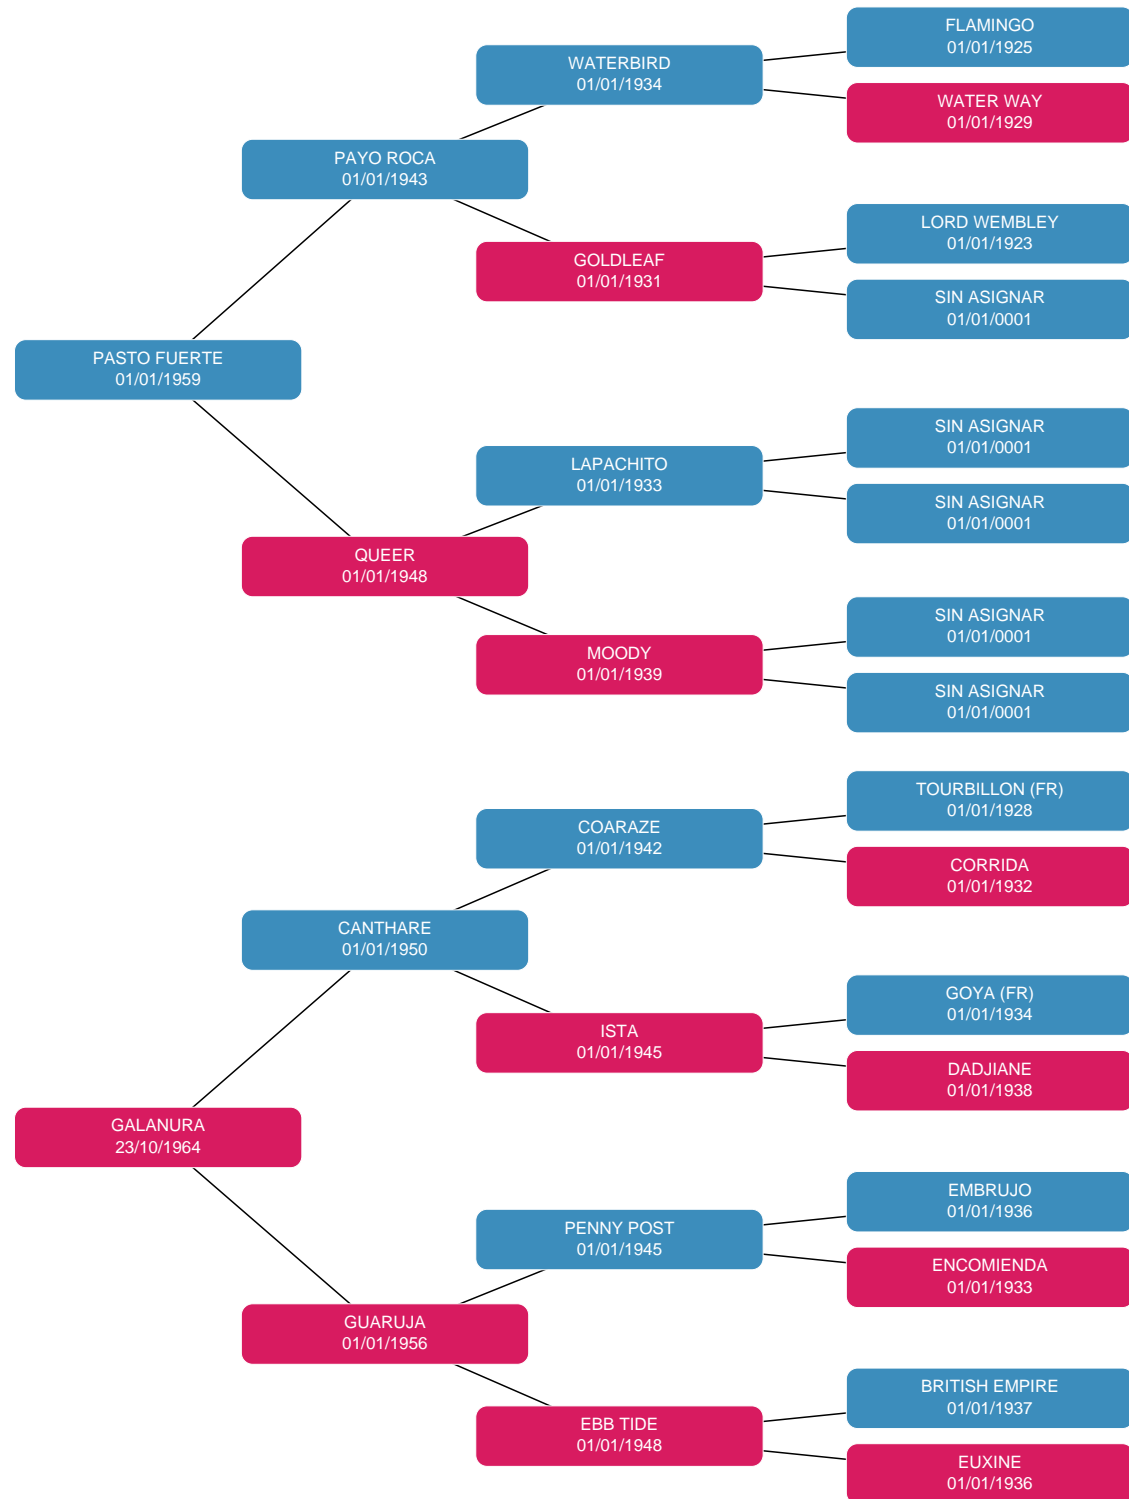 FLAMINGO
01/01/1925
WATERBIRD
01/01/1934
WATER WAY
01/01/1929
PAYO ROCA
01/01/1943
LORD WEMBLEY
01/01/1923
GOLDLEAF
01/01/1931
SIN ASIGNAR
01/01/0001
PASTO FUERTE
01/01/1959
SIN ASIGNAR
01/01/0001
LAPACHITO
01/01/1933
SIN ASIGNAR
01/01/0001
QUEER
01/01/1948
SIN ASIGNAR
01/01/0001
MOODY
01/01/1939
SIN ASIGNAR
01/01/0001
TOURBILLON (FR)
01/01/1928
COARAZE
01/01/1942
CORRIDA
01/01/1932
CANTHARE
01/01/1950
GOYA (FR)
01/01/1934
ISTA
01/01/1945
DADJIANE
01/01/1938
GALANURA
23/10/1964
EMBRUJO
01/01/1936
PENNY POST
01/01/1945
ENCOMIENDA
01/01/1933
GUARUJA
01/01/1956
BRITISH EMPIRE
01/01/1937
EBB TIDE
01/01/1948
EUXINE
01/01/1936